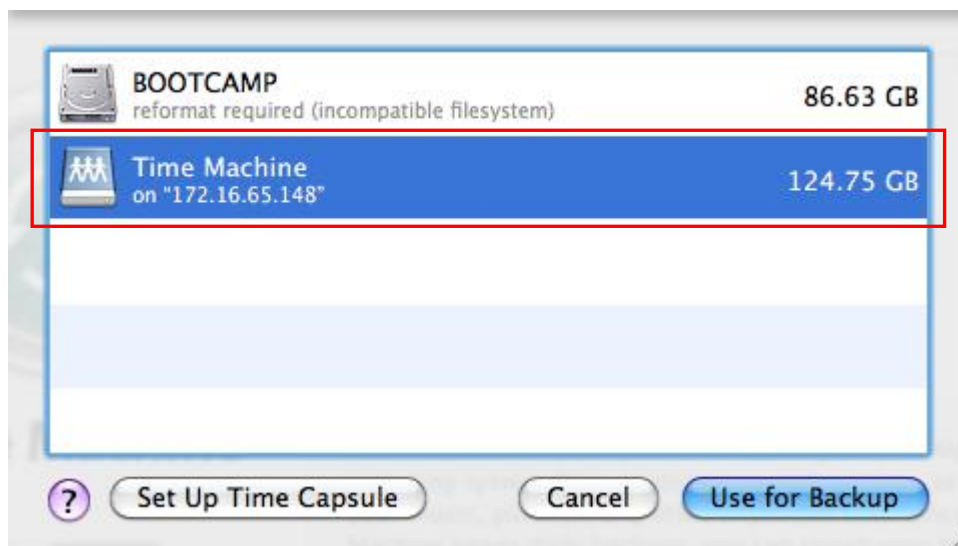 BOOTCAMP
reformat required (incompatible filesystem)
86.63 GB
Time Machine
on "172.16.65.148"
124.75 GB
? Set Up Time Capsule Cancel Use for Backup